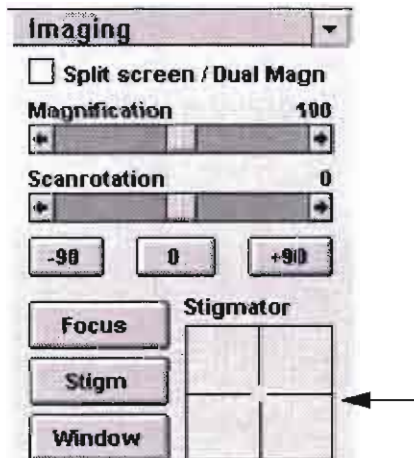 Imaging
Split screen / Dual Magn
Magnification 100
Scanrotation 0
-90 0 +90
Focus
Stigmator
Stigm
Window